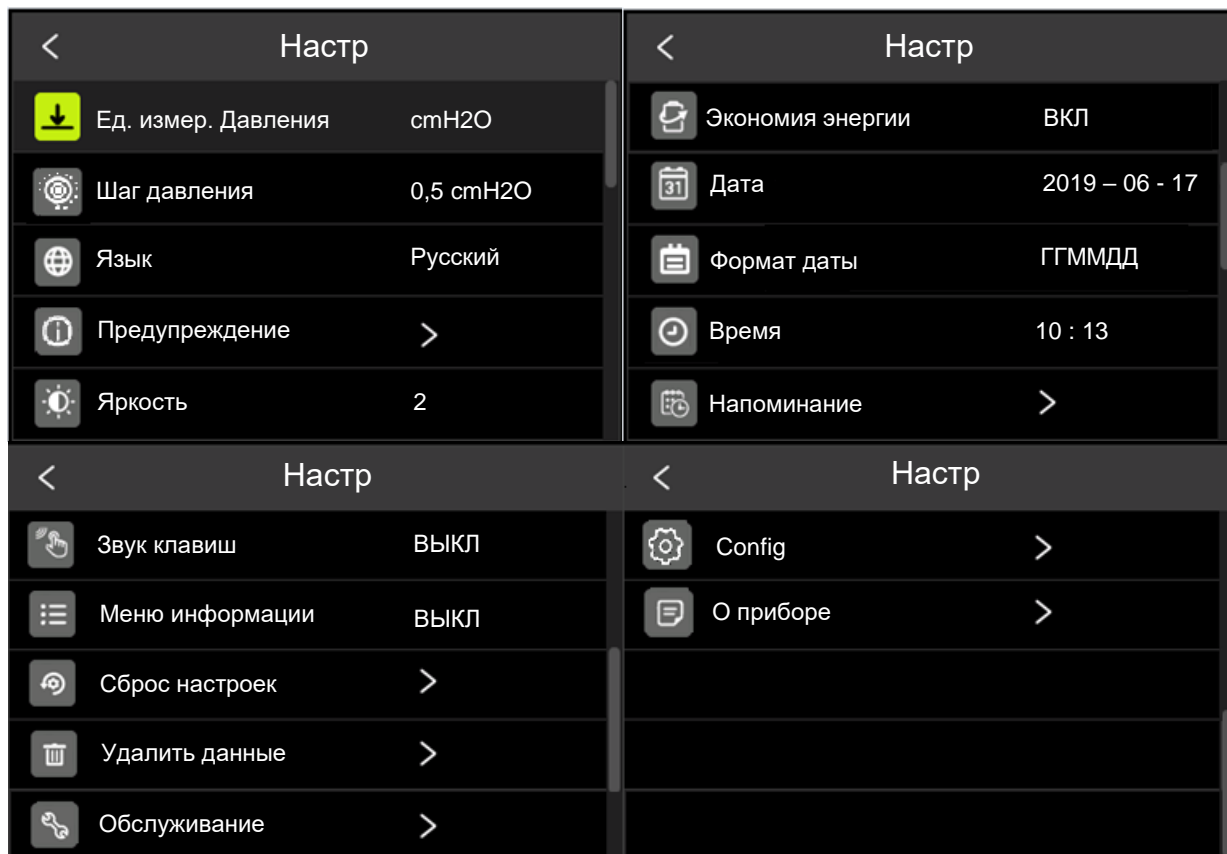 Настр
Ед. измер. Давления cmH2O
Шаг давления 0,5 cmH2O
Язык Русский
Предупреждение >
Яркость 2
Настр
Экономия энергии ВКЛ
31 Дата 2019 – 06 - 17
Формат даты ГГММДД
Время 10 : 13
Напоминание >
Настр
Звук клавиш ВЫКЛ
Меню информации ВЫКЛ
Сброс настроек >
Удалить данные >
Обслуживание >
Настр
Config >
О приборе >